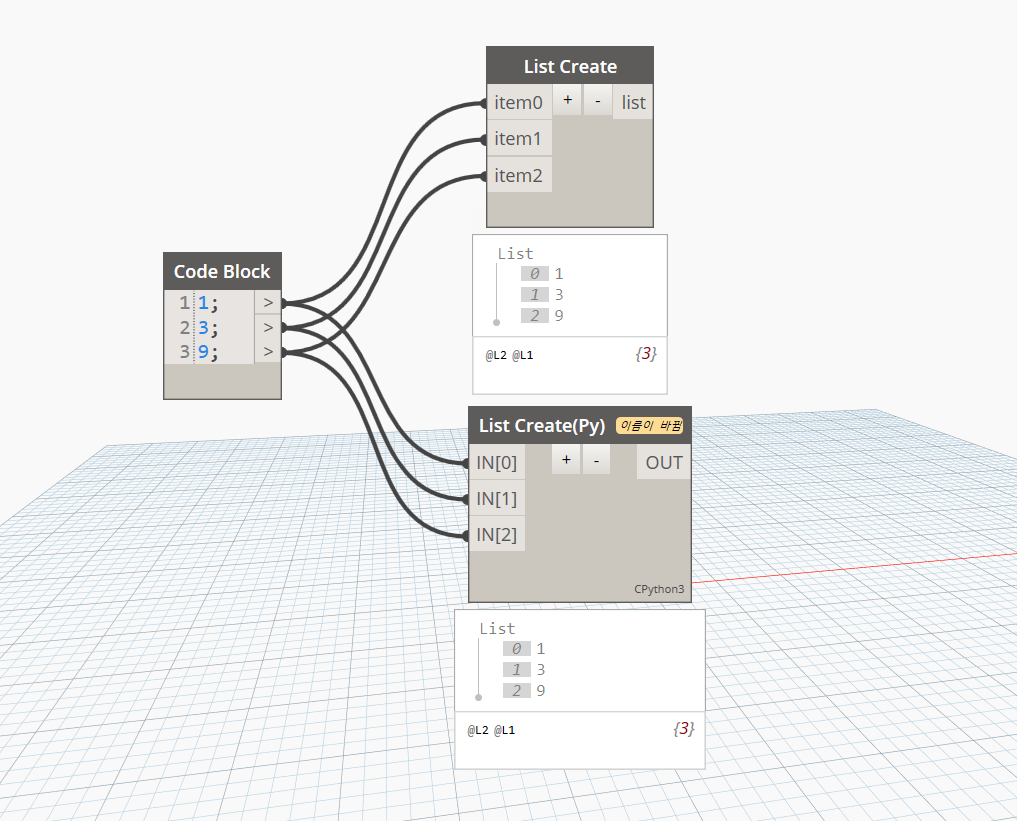 List Create
item0 + - list
item1
item2
List
0 1
1 3
2 9
@L2 @L1 {3}
Code Block
1 1; >
2 3; >
3 9; >
List Create(Py) 이름이 바뀜
IN[0] + - OUT
IN[1]
IN[2]
CPython3
List
0 1
1 3
2 9
@L2 @L1 {3}